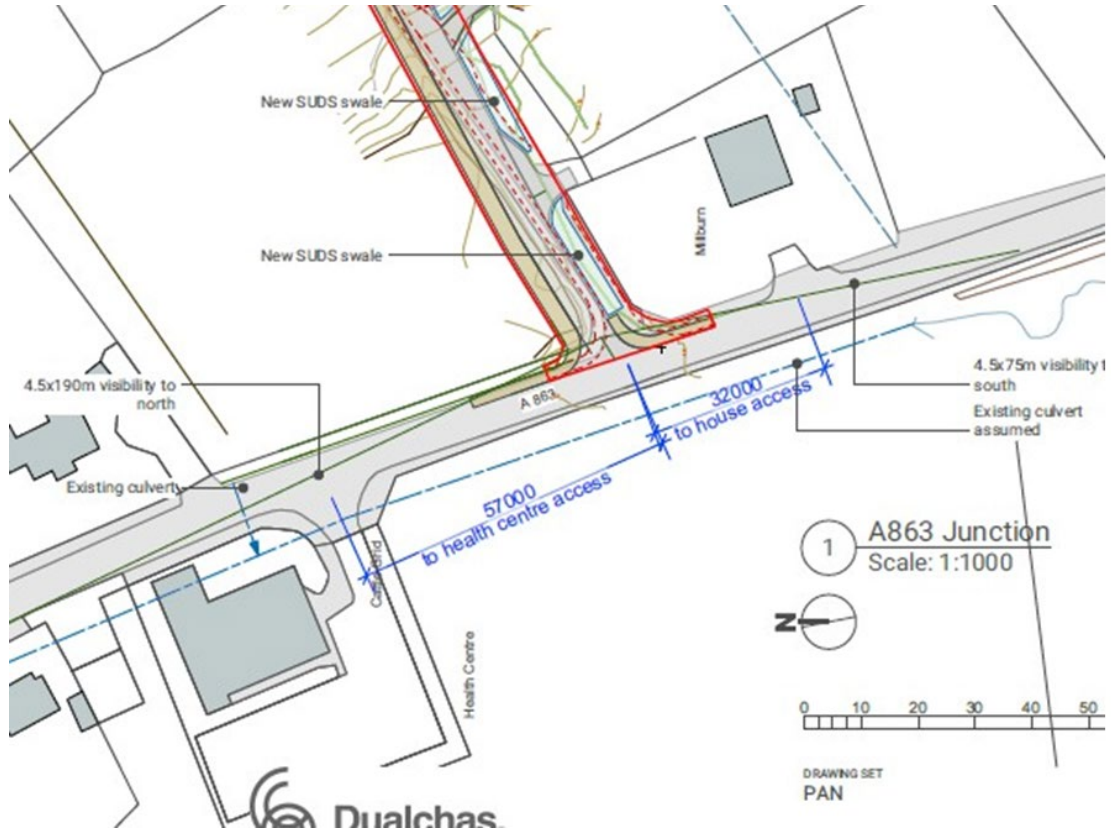 New SUDS swale
New SUDS swale
Millburn
4.5x190m visibility to
north
A 863
32000
to house access
4.5x75m visibility t
south
Existing culvert
assumed
Existing culvert
57000
to health centre access
Cattle Grid
Health Centre
1
A863 Junction
Scale: 1:1000
N
0 10 20 30 40 50
DRAWING SET
PAN
Dualchas.